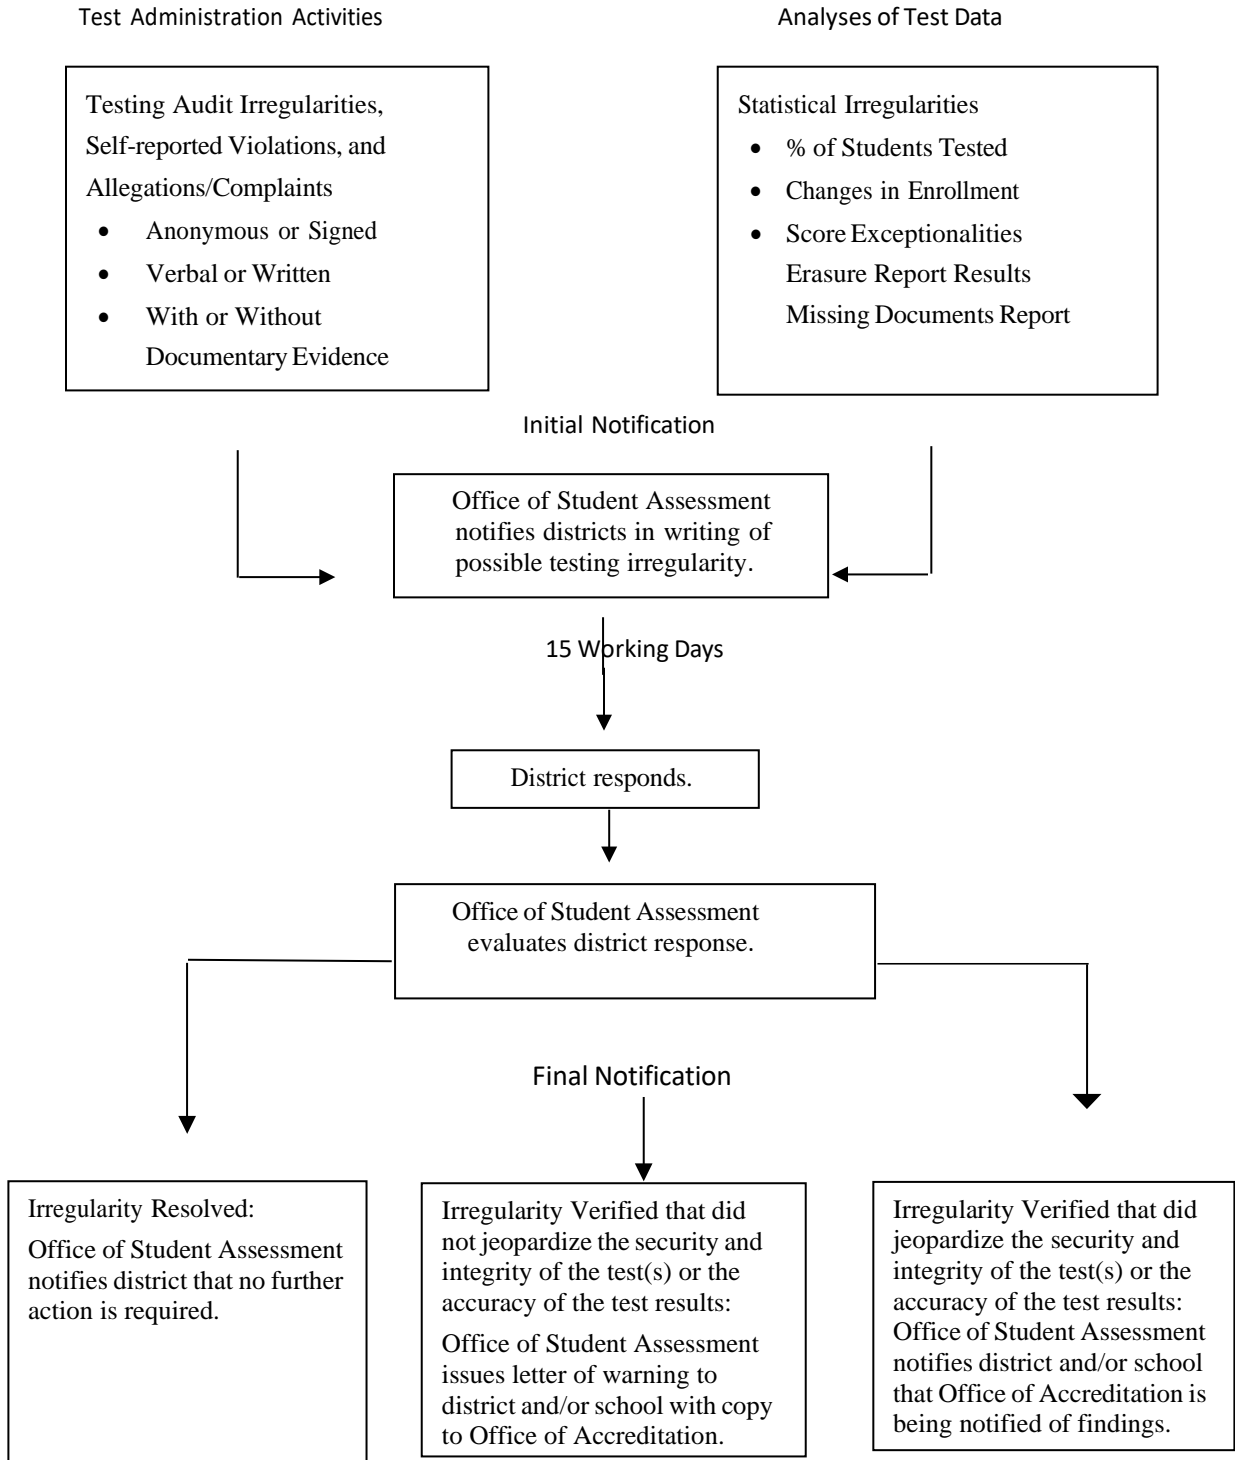 Test Administration Activities
Analyses of Test Data
Testing Audit Irregularities,
Self-reported Violations, and
Allegations/Complaints
• Anonymous or Signed
• Verbal or Written
• With or Without
Documentary Evidence
Statistical Irregularities
• % of Students Tested
• Changes in Enrollment
• Score Exceptionalities
Erasure Report Results
Missing Documents Report
Initial Notification
Office of Student Assessment
notifies districts in writing of
possible testing irregularity.
15 Working Days
District responds.
Office of Student Assessment
evaluates district response.
Final Notification
Irregularity Resolved:
Office of Student Assessment
notifies district that no further
action is required.
Irregularity Verified that did
not jeopardize the security and
integrity of the test(s) or the
accuracy of the test results:
Office of Student Assessment
issues letter of warning to
district and/or school with copy
to Office of Accreditation.
Irregularity Verified that did
jeopardize the security and
integrity of the test(s) or the
accuracy of the test results:
Office of Student Assessment
notifies district and/or school
that Office of Accreditation is
being notified of findings.